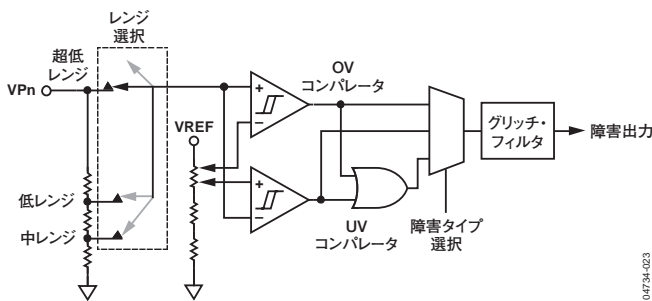 レンジ
選択
超低
レンジ
VPn
VREF
低レンジ
中レンジ
+
−
OV
コンパレータ
+
−
UV
コンパレータ
障害タイプ
選択
グリッチ・
フィルタ
障害出力
04734-023